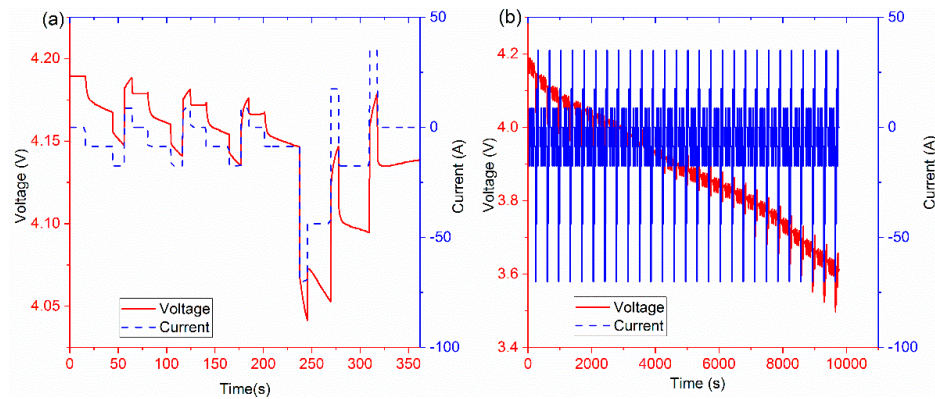 (a)
4.20
4.15
4.10
4.05
Voltage (V)
50
0
-50
-100
Current (A)
Voltage
Current
0 50 100 150 200 250 300 350
Time(s)
(b)
4.2
4.0
3.8
3.6
3.4
Voltage (V)
50
0
-50
-100
Current (A)
Voltage
Current
0 2000 4000 6000 8000 10000
Time (s)